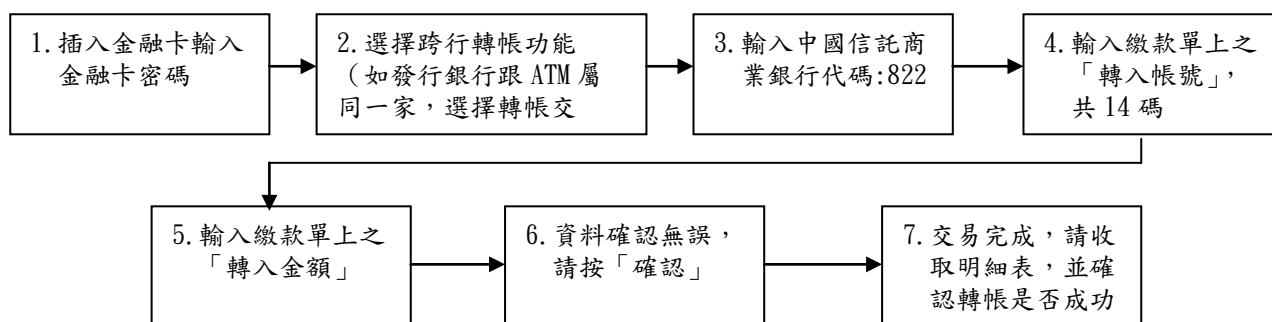 1.插入金融卡輸入
金融卡密碼
2.選擇跨行轉帳功能
(如發行銀行跟 ATM 屬
同一家，選擇轉帳交
3.輸入中國信託商
業銀行代碼:822
4.輸入繳款單上之
「轉入帳號」，
共 14 碼
5.輸入繳款單上之
「轉入金額」
6.資料確認無誤，
請按「確認」
7.交易完成，請收
取明細表，並確
認轉帳是否成功